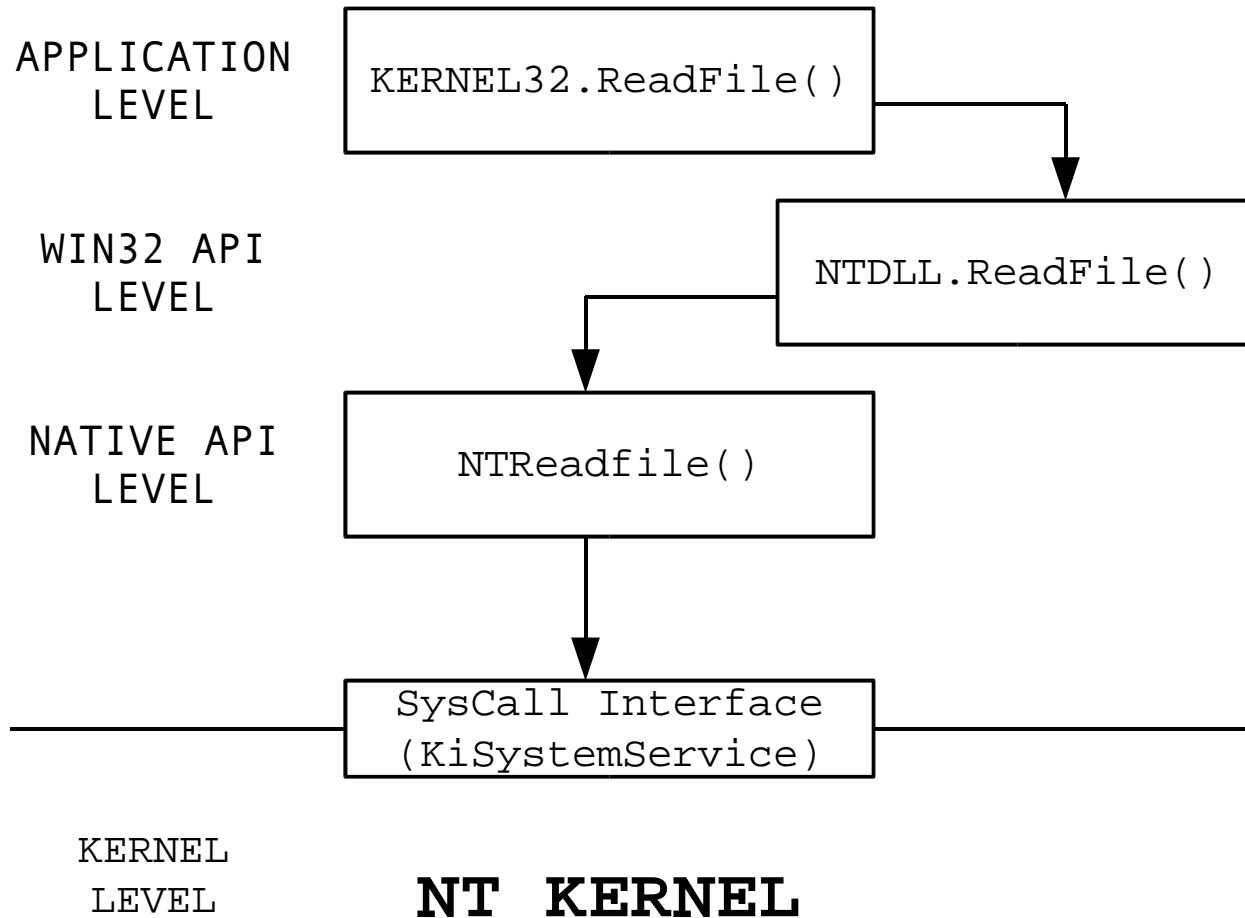 APPLICATION
LEVEL
KERNEL32.ReadFile()
WIN32 API
LEVEL
NTDLL.ReadFile()
NATIVE API
LEVEL
NTReadfile()
SysCall Interface
(KiSystemService)
KERNEL
LEVEL
NT KERNEL